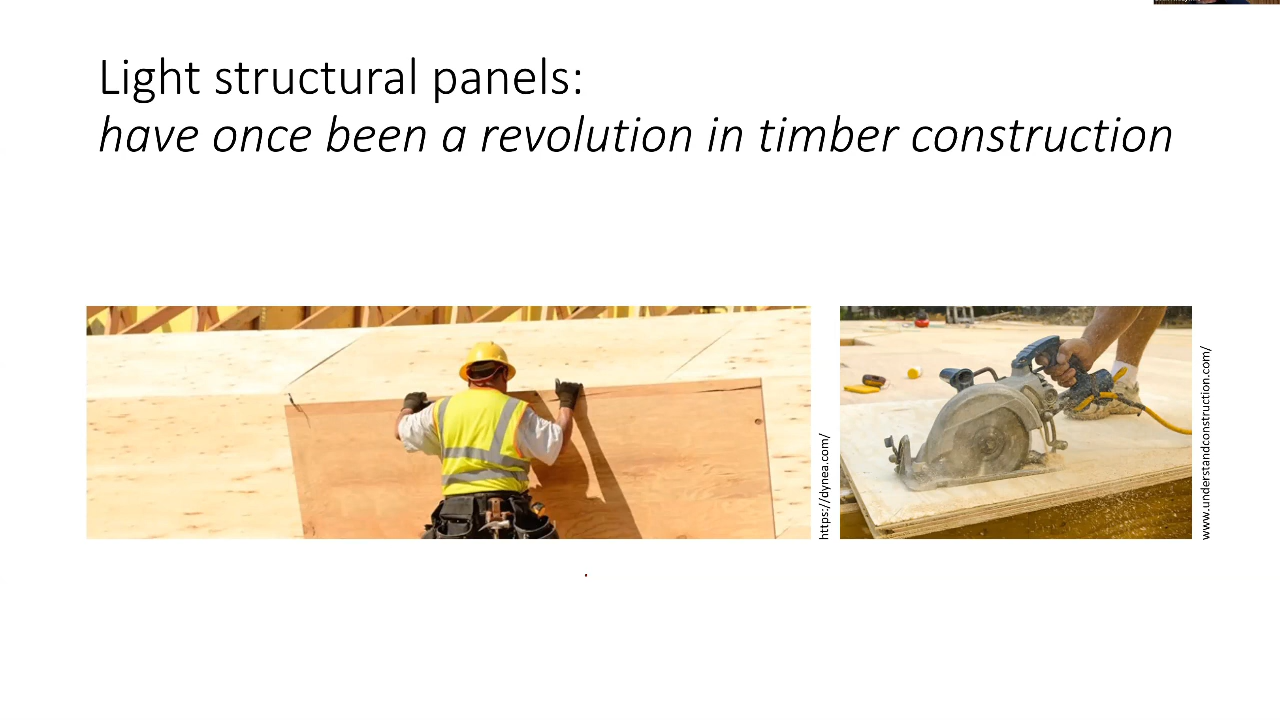 Light structural panels:
have once been a revolution in timber construction
https://dynea.com/
www.understandconstruction.com/